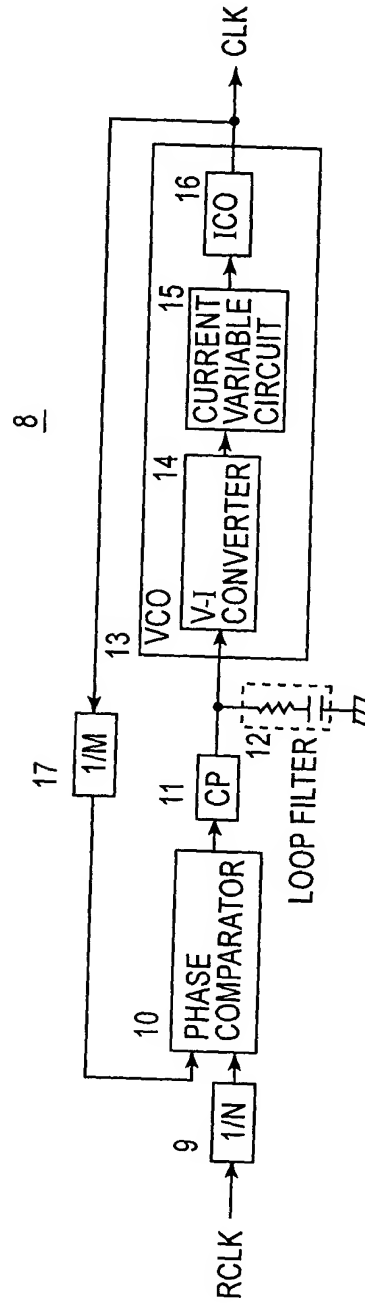 8
RCLK
9
1/N
10
PHASE
COMPARATOR
11
CP
12
LOOP FILTER
13
VCO
14
V-I
CONVERTER
15
CURRENT
VARIABLE
CIRCUIT
16
ICO
CLK
17
1/M